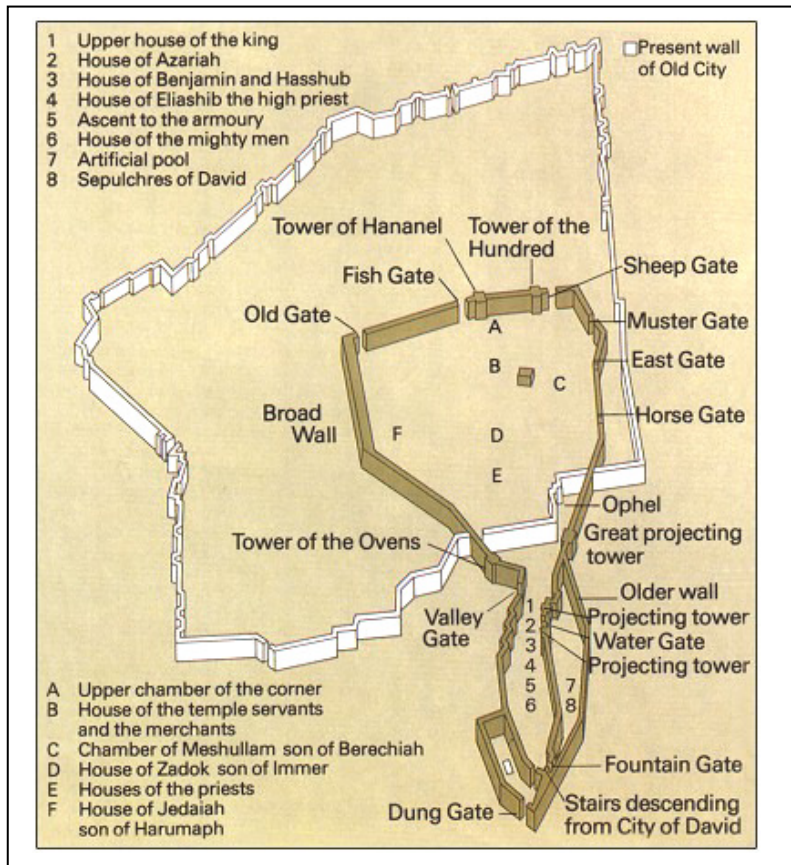 1 Upper house of the king
2 House of Azariah
3 House of Benjamin and Hasshub
4 House of Eliashib the high priest
5 Ascent to the armoury
6 House of the mighty men
7 Artificial pool
8 Sepulchres of David
Present wall
of Old City
Tower of Hananel
Tower of the
Hundred
Sheep Gate
Fish Gate
Old Gate
Muster Gate
A
East Gate
B
C
Horse Gate
Broad
Wall
F
D
E
Ophel
Great projecting
tower
Tower of the Ovens
Older wall
Valley
Gate
1
Projecting tower
2
Water Gate
3
Projecting tower
4
5
6
7
8
Fountain Gate
Dung Gate
Stairs descending
from City of David
A Upper chamber of the corner
B House of the temple servants
and the merchants
C Chamber of Meshullam son of Berechiah
D House of Zadok son of Immer
E Houses of the priests
F House of Jedaiah
son of Harumaph